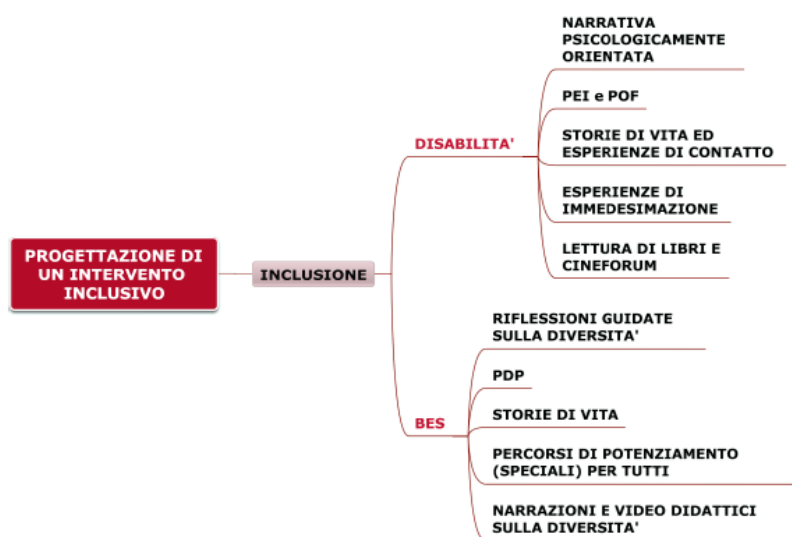 PROGETTAZIONE DI
UN INTERVENTO
INCLUSIVO
INCLUSIONE
DISABILITA'
NARRATIVA
PSICOLOGICAMENTE
ORIENTATA
PEI e POF
STORIE DI VITA ED
ESPERIENZE DI CONTATTO
ESPERIENZE DI
IMMEDESIMAZIONE
LETTURA DI LIBRI E
CINEFORUM
BES
RIFLESSIONI GUIDATE
SULLA DIVERSITA'
PDP
STORIE DI VITA
PERCORSI DI POTENZIAMENTO
(SPECIALI) PER TUTTI
NARRAZIONI E VIDEO DIDATTICI
SULLA DIVERSITA'